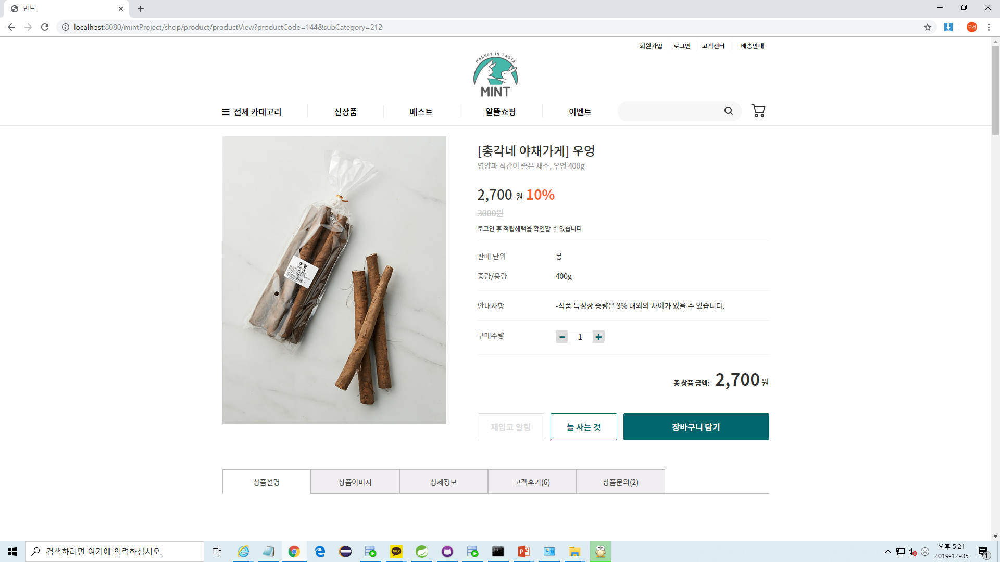 민트
localhost:8080/mintProject/shop/product/productView?productCode=144&subCategory=212
우선
회원가입 로그인 고객센터 배송안내
MARKET IN TASTE
MINT
전체 카테고리 신상품 베스트 알뜰쇼핑 이벤트
[총각네 야채가게] 우엉
영양과 식감이 좋은 채소, 우엉 400g
2,700 원 10%
3000원
로그인 후 적립혜택을 확인할 수 있습니다
판매 단위 봉
중량/용량 400g
안내사항 -식품 특성상 중량은 3% 내외의 차이가 있을 수 있습니다.
구매수량 - 1 +
총 상품 금액: 2,700 원
우엉
재입고 알림 늘 사는 것 장바구니 담기
상품설명 상품이미지 상세정보 고객후기(6) 상품문의(2)
검색하려면 여기에 입력하십시오.
TALK
오후 5:21
2019-12-05
1